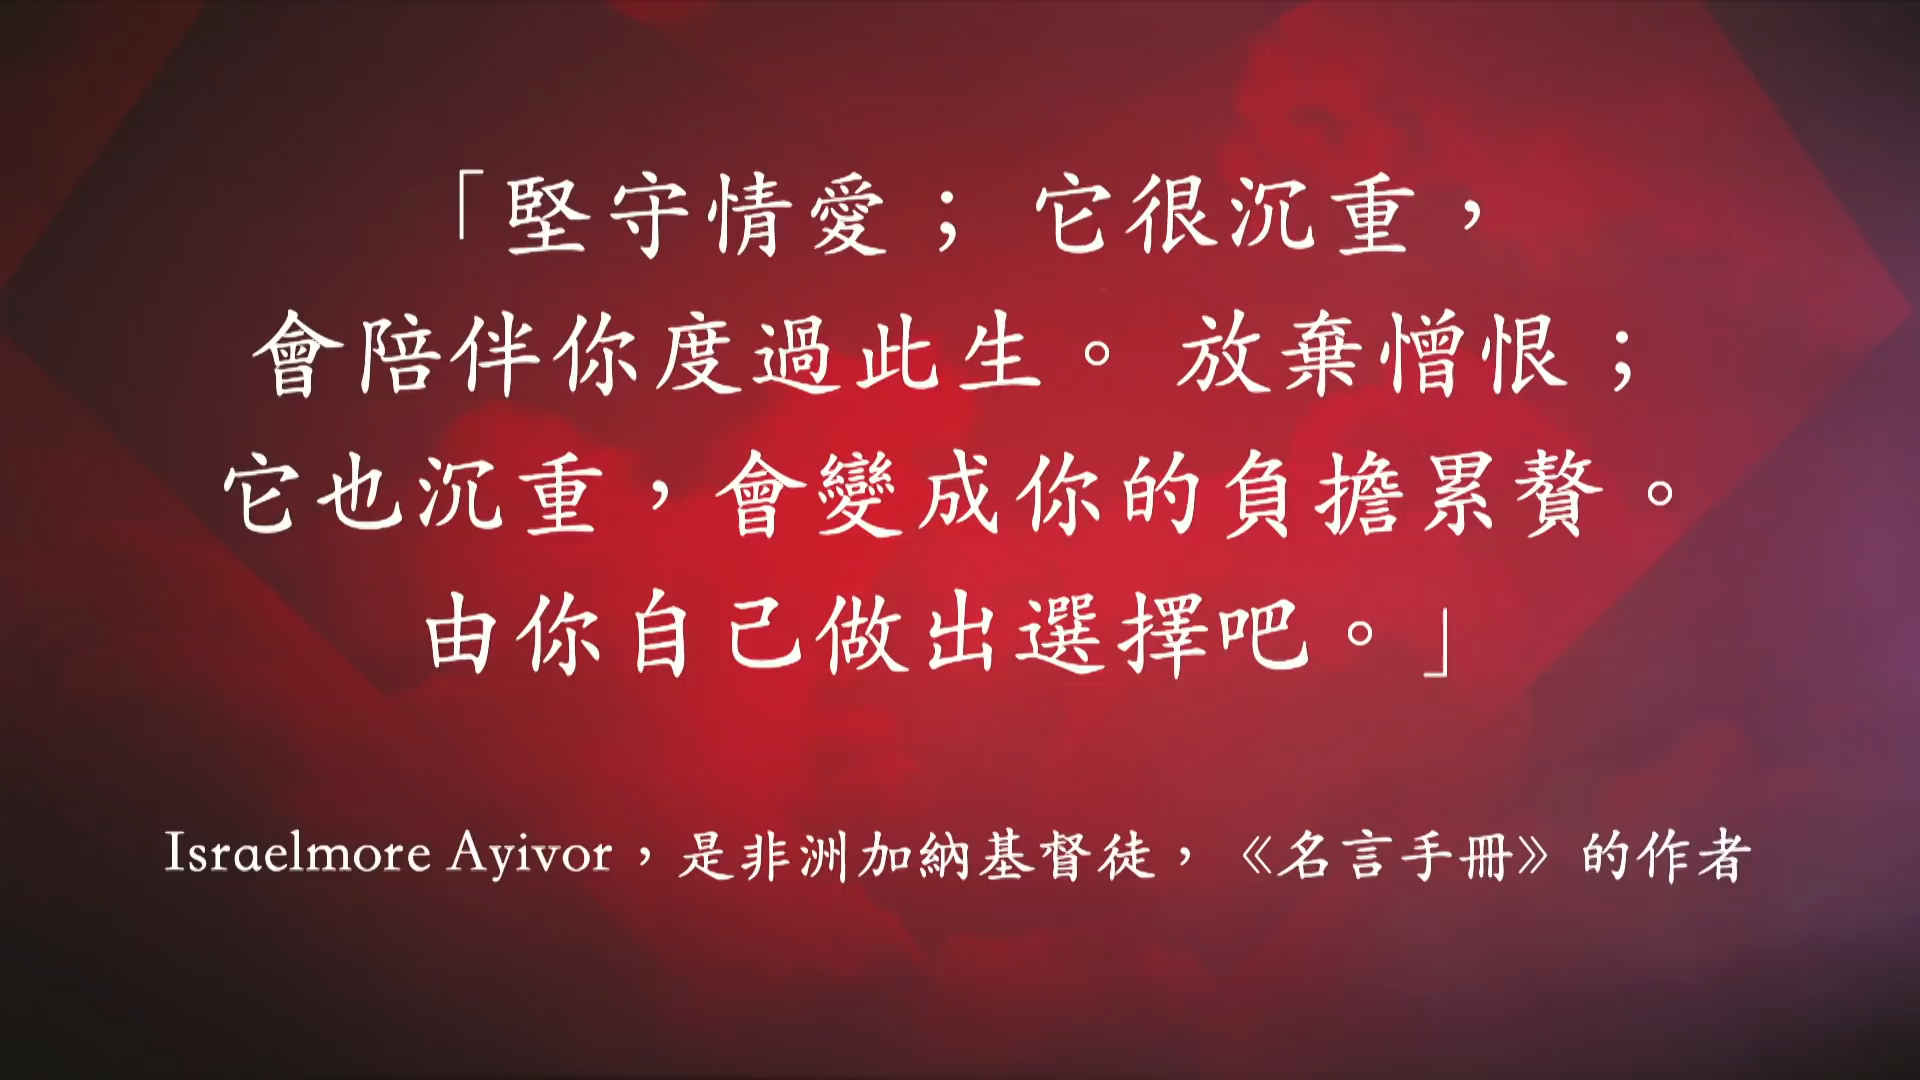 「堅守情愛； 它很沉重，
會陪伴你度過此生。 放棄憎恨；
它也沉重，會變成你的負擔累贅。
由你自己做出選擇吧。」
Israelmore Ayivor，是非洲加納基督徒，《名言手冊》的作者